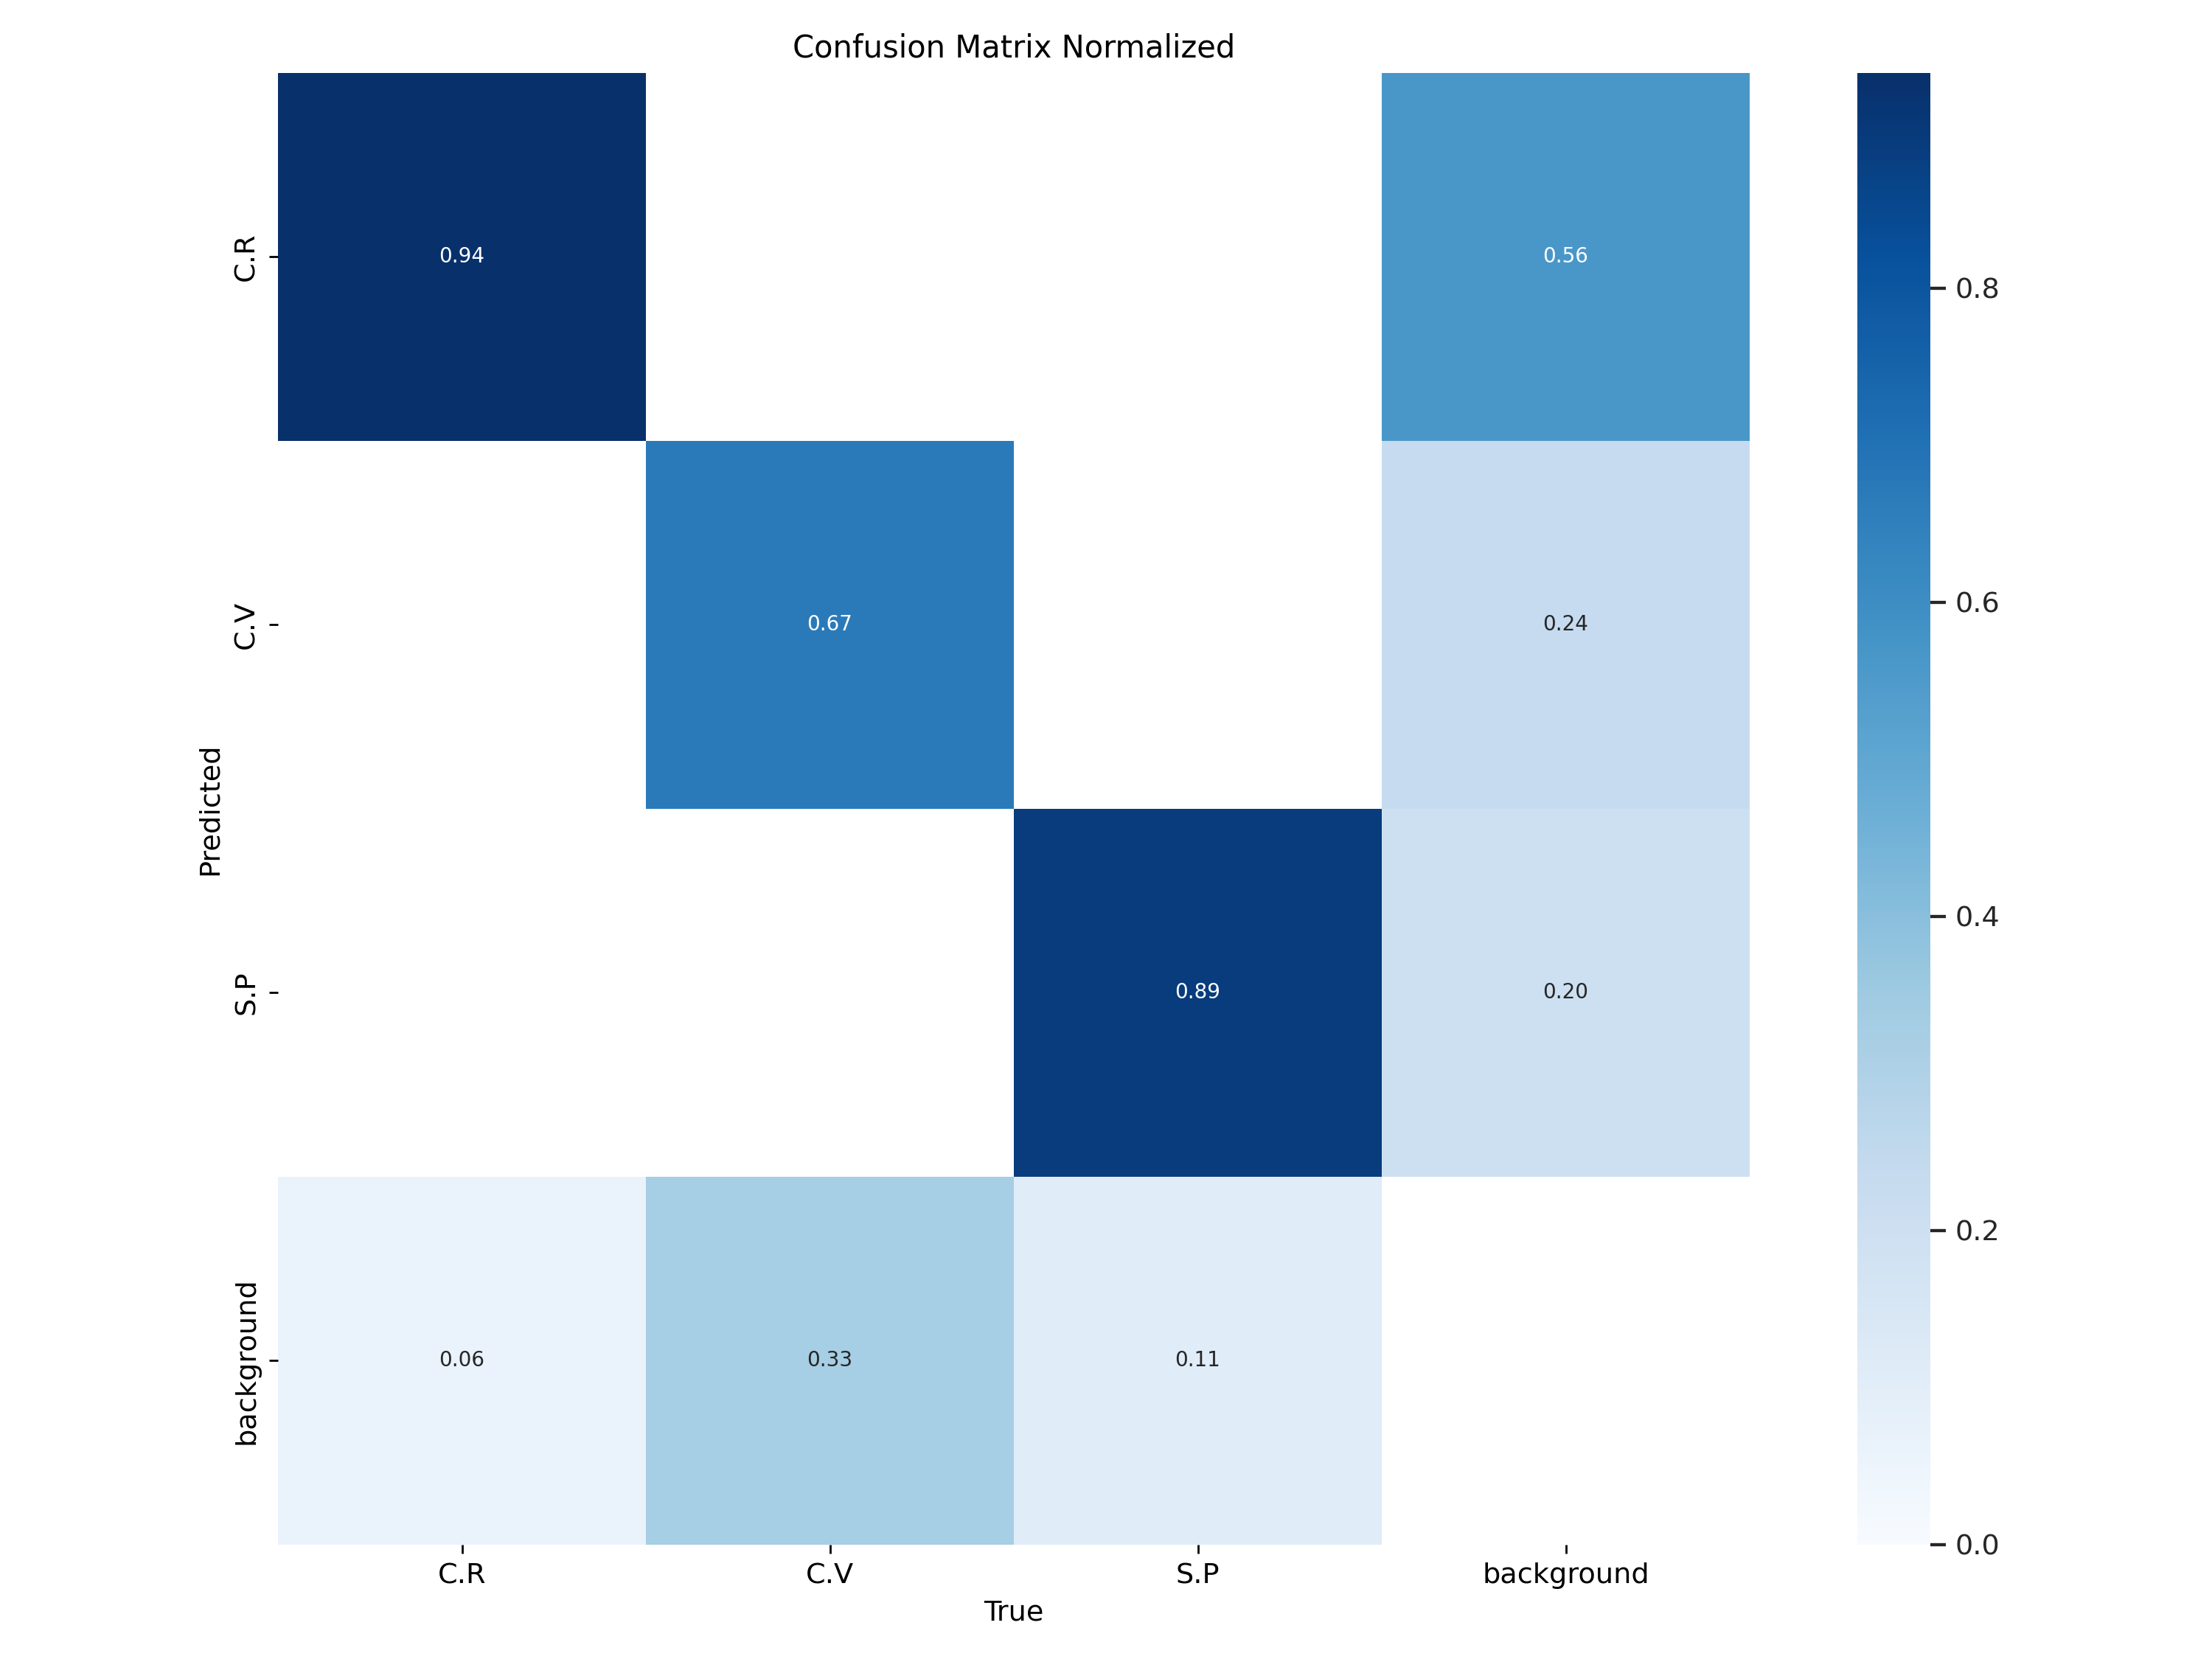 Confusion Matrix Normalized
C.R
0.94
0.56
0.8
C.V
0.67
0.24
0.6
Predicted
S.P
0.89
0.20
0.4
background
0.06
0.33
0.11
0.2
0.0
C.R
C.V
S.P
background
True